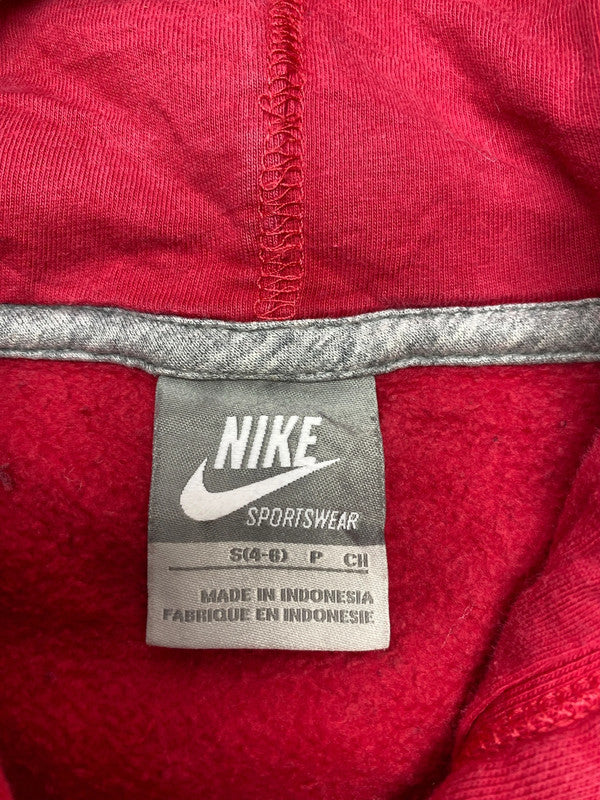 NIKE
SPORTSWEAR
S(4-6) P CH
MADE IN INDONESIA
FABRIQUE EN INDONESIE